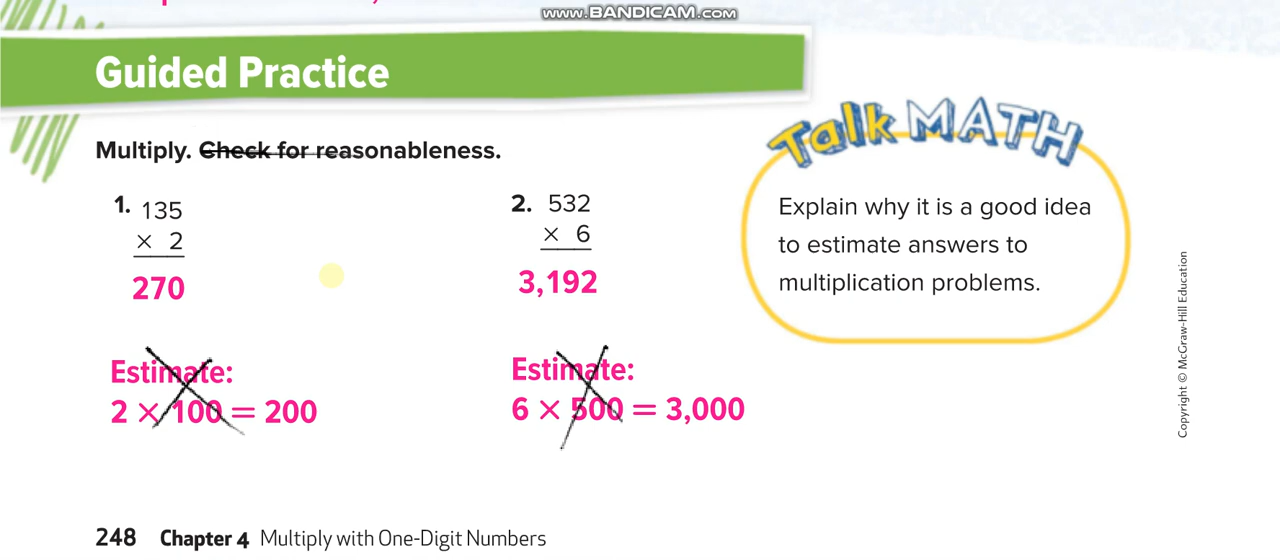 www.BANDICAM.com
Guided Practice
Talk MATH
Multiply. Check for reasonableness.
1. 135
× 2
270
Estimate:
2 × 100 = 200
2. 532
× 6
3,192
Estimate:
6 × 500 = 3,000
Explain why it is a good idea
to estimate answers to
multiplication problems.
Copyright © McGraw-Hill Education
248 Chapter 4 Multiply with One-Digit Numbers